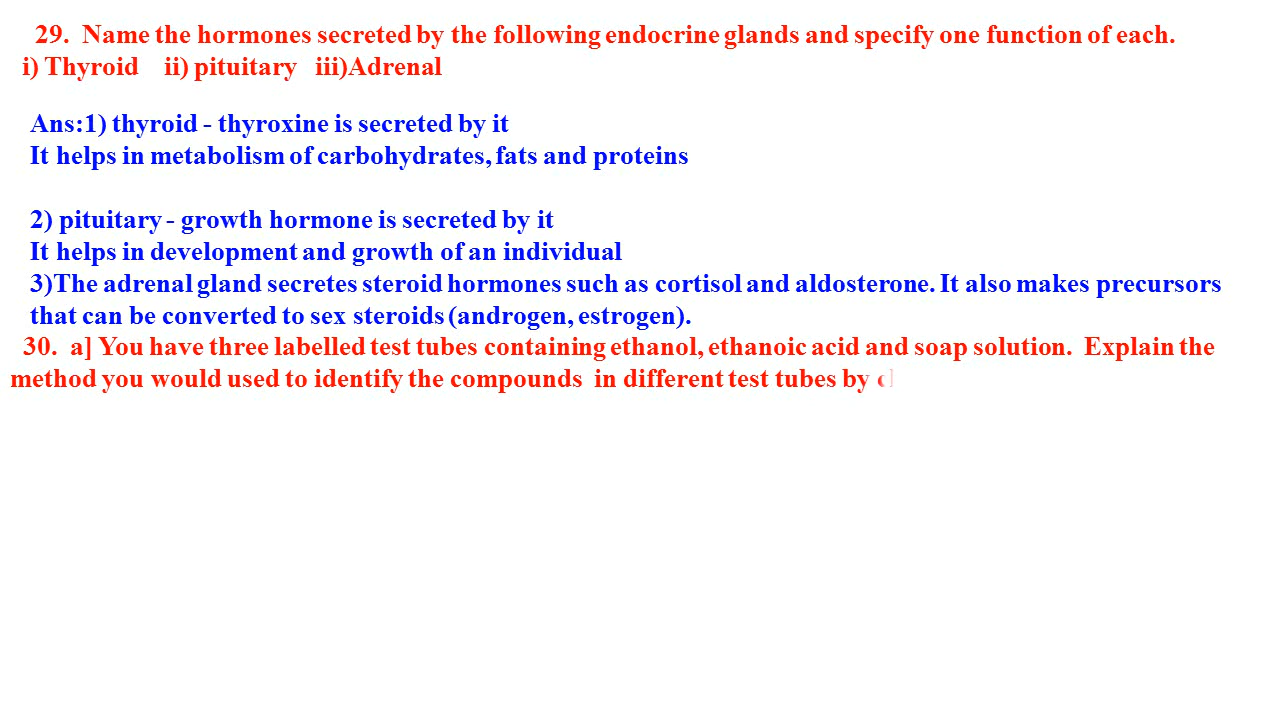 29. Name the hormones secreted by the following endocrine glands and specify one function of each.
i) Thyroid ii) pituitary iii)Adrenal
Ans:1) thyroid - thyroxine is secreted by it
It helps in metabolism of carbohydrates, fats and proteins
2) pituitary - growth hormone is secreted by it
It helps in development and growth of an individual
3)The adrenal gland secretes steroid hormones such as cortisol and aldosterone. It also makes precursors
that can be converted to sex steroids (androgen, estrogen).
30. a] You have three labelled test tubes containing ethanol, ethanoic acid and soap solution. Explain the
method you would used to identify the compounds in different test tubes by